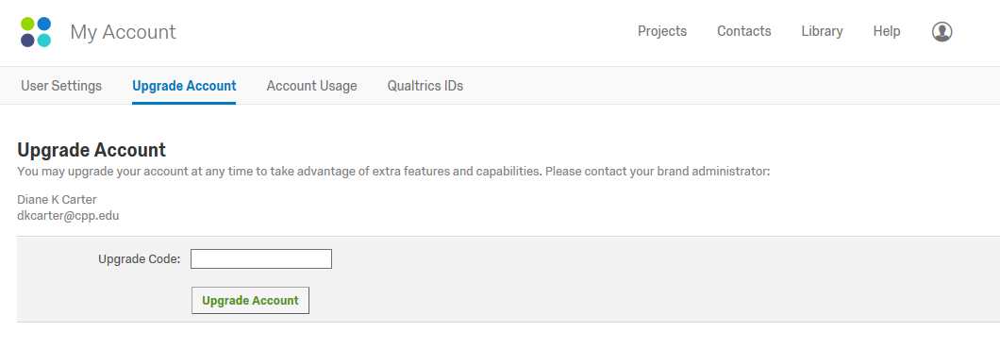 My Account
Projects Contacts Library Help
User Settings Upgrade Account Account Usage Qualtrics IDs
Upgrade Account
You may upgrade your account at any time to take advantage of extra features and capabilities. Please contact your brand administrator:
Diane K Carter
dkcarter@cpp.edu
Upgrade Code:
Upgrade Account